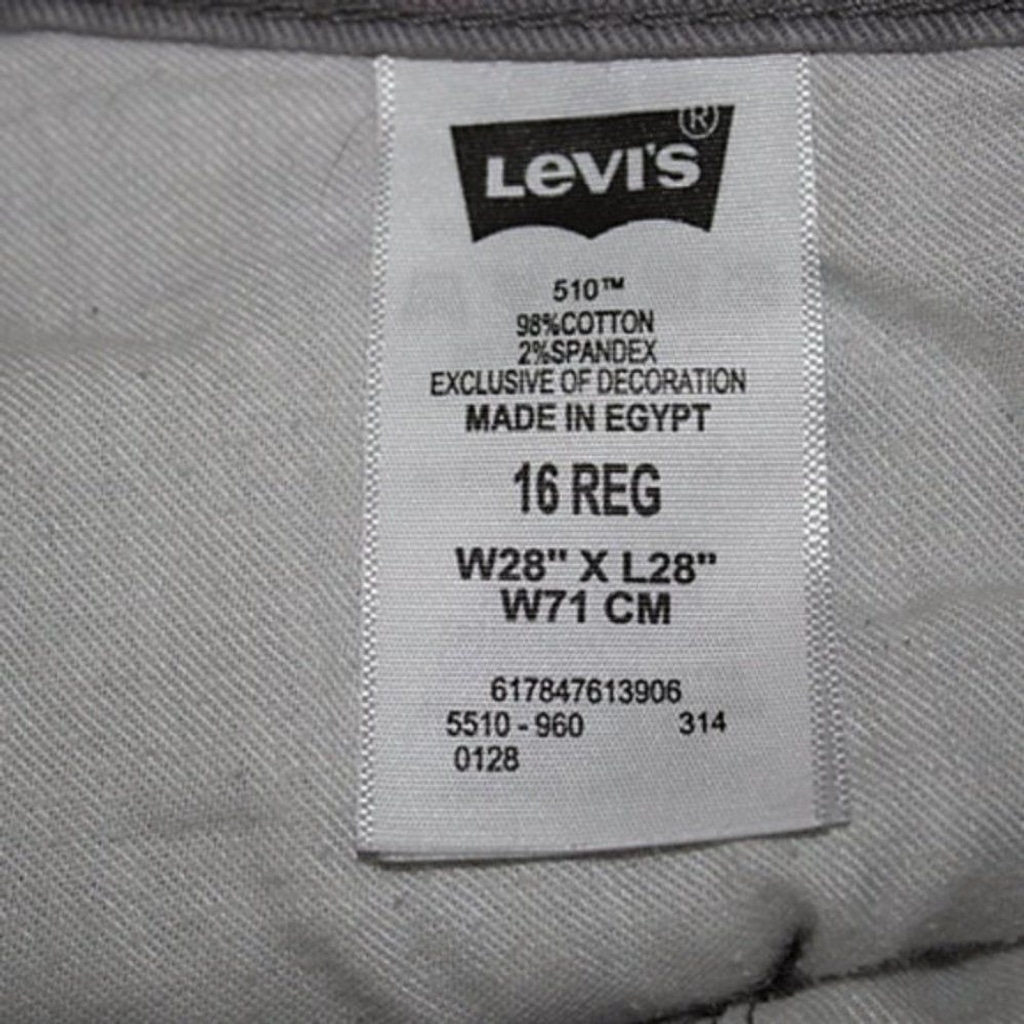 LEVI'S®
510™
98%COTTON
2%SPANDEX
EXCLUSIVE OF DECORATION
MADE IN EGYPT
16 REG
W28" X L28"
W71 CM
617847613906
5510 - 960 314
0128